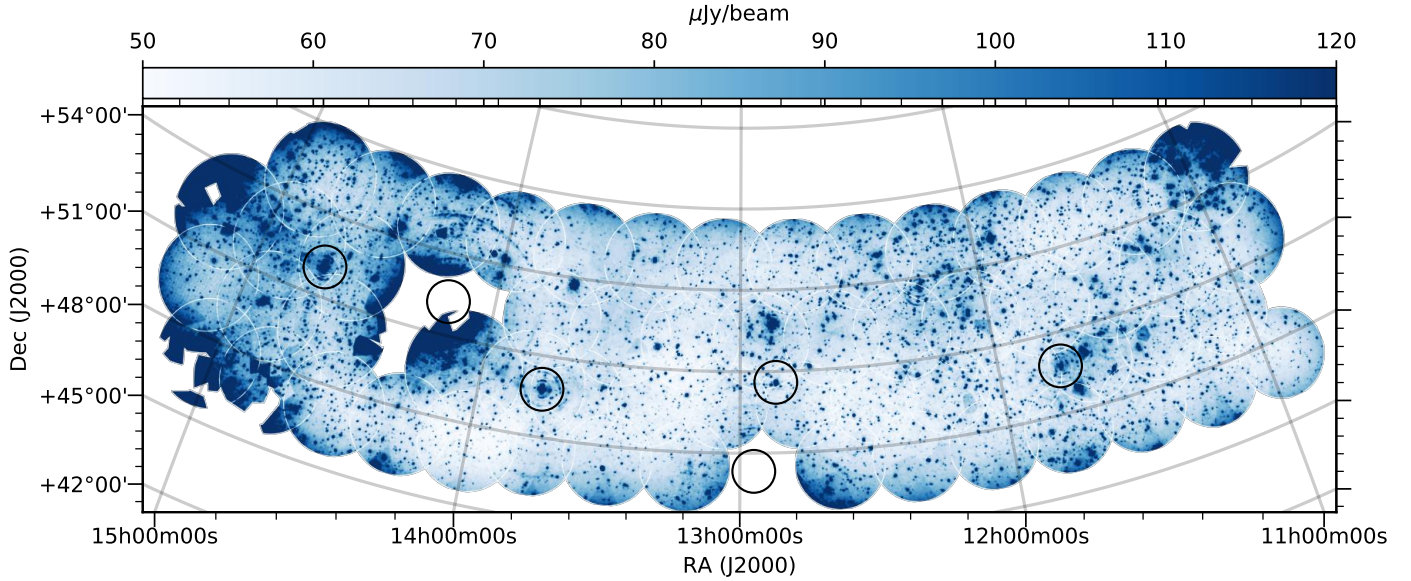 μJy/beam
50 60 70 80 90 100 110 120
+54°00'
+51°00'
+48°00'
+45°00'
+42°00'
Dec (J2000)
15h00m00s 14h00m00s 13h00m00s 12h00m00s 11h00m00s
RA (J2000)